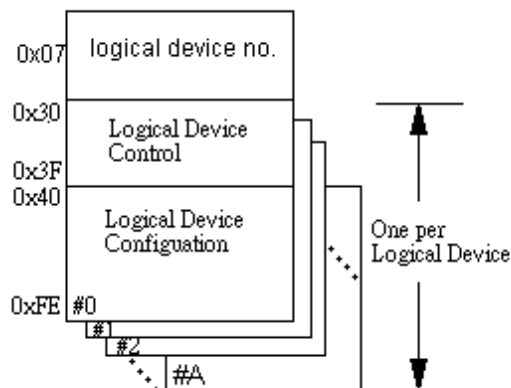 0x07
logical device no.
0x30
Logical Device
Control
0x3F
0x40
Logical Device
Configuation
One per
Logical Device
0xFE
#0
#1
#2
#A